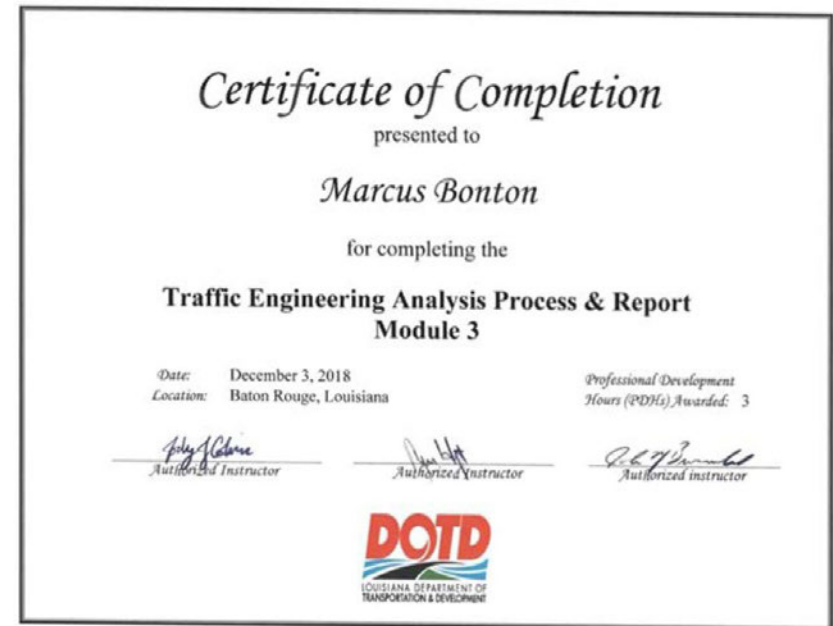 Certificate of Completion
presented to
Marcus Bonton
for completing the
Traffic Engineering Analysis Process & Report
Module 3
Date: December 3, 2018
Location: Baton Rouge, Louisiana
Professional Development
Hours (PDHs) Awarded: 3
Authorized Instructor
Authorized Instructor
Authorized instructor
DOTD
LOUISIANA DEPARTMENT OF
TRANSPORTATION & DEVELOPMENT